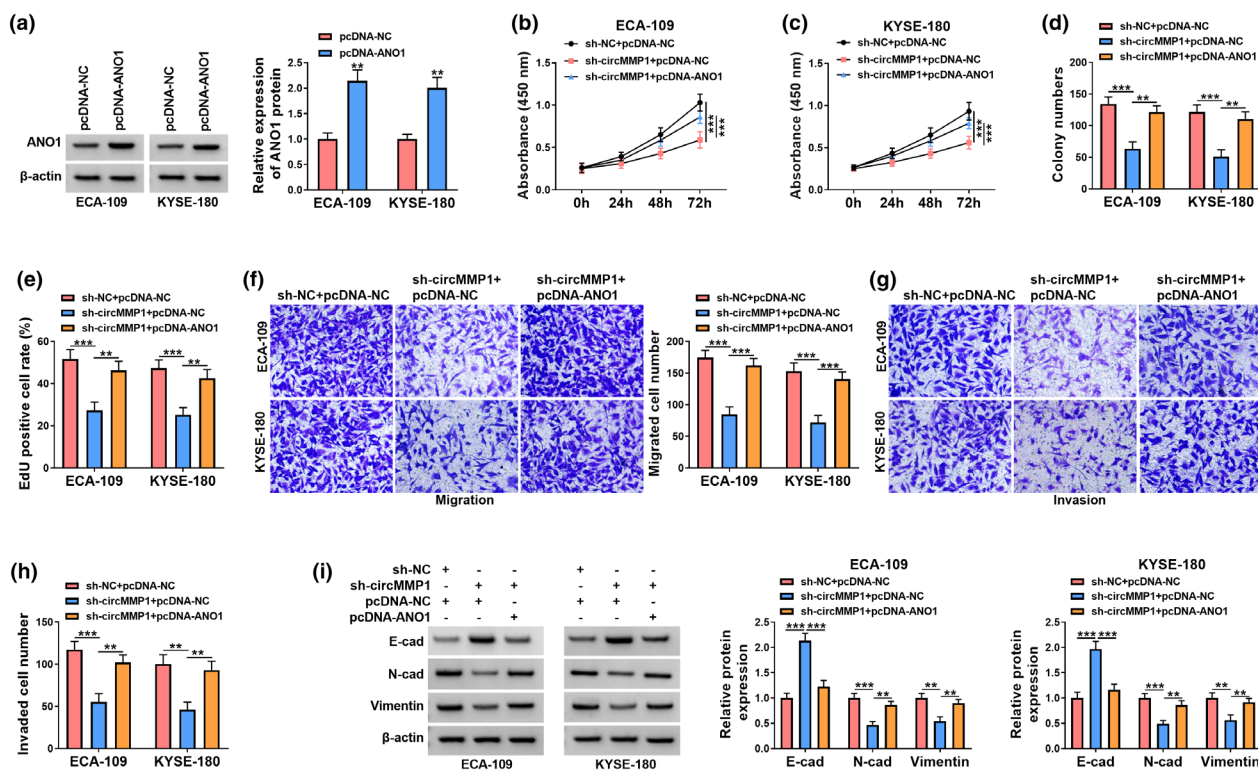 (a)
pcDNA-NC
pcDNA-ANO1
pcDNA-NC
pcDNA-ANO1
ANO1
β-actin
ECA-109
KYSE-180
pcDNA-NC
pcDNA-ANO1
Relative expression
of ANO1 protein
2.5
2.0
1.5
1.0
0.5
0.0
**
**
ECA-109
KYSE-180
(b)
ECA-109
sh-NC+pcDNA-NC
sh-circMMP1+pcDNA-NC
sh-circMMP1+pcDNA-ANO1
Absorbance (450 nm)
1.5
1.0
0.5
0.0
***
***
0h
24h
48h
72h
(c)
KYSE-180
sh-NC+pcDNA-NC
sh-circMMP1+pcDNA-NC
sh-circMMP1+pcDNA-ANO1
Absorbance (450 nm)
1.5
1.0
0.5
0.0
***
***
0h
24h
48h
72h
(d)
sh-NC+pcDNA-NC
sh-circMMP1+pcDNA-NC
sh-circMMP1+pcDNA-ANO1
Colony numbers
200
150
100
50
0
***
**
***
**
ECA-109
KYSE-180
(e)
sh-NC+pcDNA-NC
sh-circMMP1+pcDNA-NC
sh-circMMP1+pcDNA-ANO1
EdU positive cell rate (%)
60
40
20
0
***
**
***
**
ECA-109
KYSE-180
(f)
sh-NC+pcDNA-NC
sh-circMMP1+
pcDNA-NC
sh-circMMP1+
pcDNA-ANO1
ECA-109
KYSE-180
Migration
sh-NC+pcDNA-NC
sh-circMMP1+pcDNA-NC
sh-circMMP1+pcDNA-ANO1
Migrated cell number
200
150
100
50
0
***
***
***
***
ECA-109
KYSE-180
(g)
sh-NC+pcDNA-NC
sh-circMMP1+
pcDNA-NC
sh-circMMP1+
pcDNA-ANO1
ECA-109
KYSE-180
Invasion
(h)
sh-NC+pcDNA-NC
sh-circMMP1+pcDNA-NC
sh-circMMP1+pcDNA-ANO1
Invaded cell number
150
100
50
0
***
**
**
**
ECA-109
KYSE-180
(i)
sh-NC + - - + - -
sh-circMMP1 - + + - + +
pcDNA-NC + + - + + -
pcDNA-ANO1 - - + - - +
E-cad
N-cad
Vimentin
β-actin
ECA-109
KYSE-180
ECA-109
sh-NC+pcDNA-NC
sh-circMMP1+pcDNA-NC
sh-circMMP1+pcDNA-ANO1
Relative protein
expression
2.5
2.0
1.5
1.0
0.5
0.0
*** ***
***
**
**
**
E-cad
N-cad
Vimentin
KYSE-180
sh-NC+pcDNA-NC
sh-circMMP1+pcDNA-NC
sh-circMMP1+pcDNA-ANO1
Relative protein
expression
2.5
2.0
1.5
1.0
0.5
0.0
*** ***
***
**
**
**
E-cad
N-cad
Vimentin